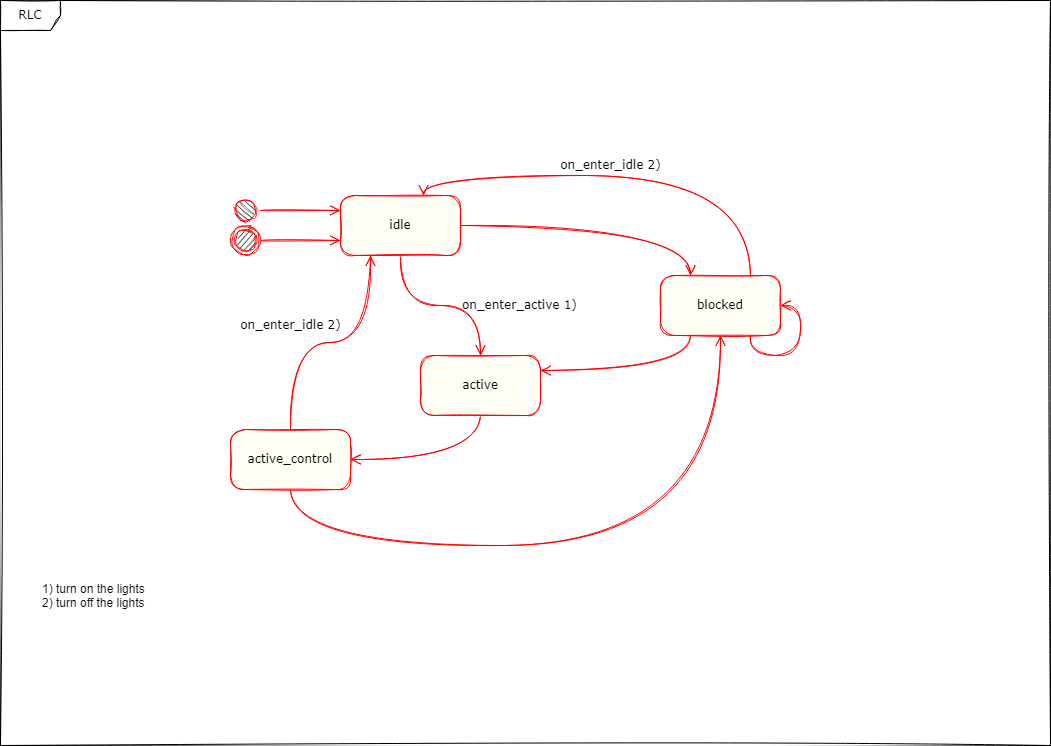 RLC
on_enter_idle 2)
idle
blocked
on_enter_active 1)
on_enter_idle 2)
active
active_control
1) turn on the lights
2) turn off the lights